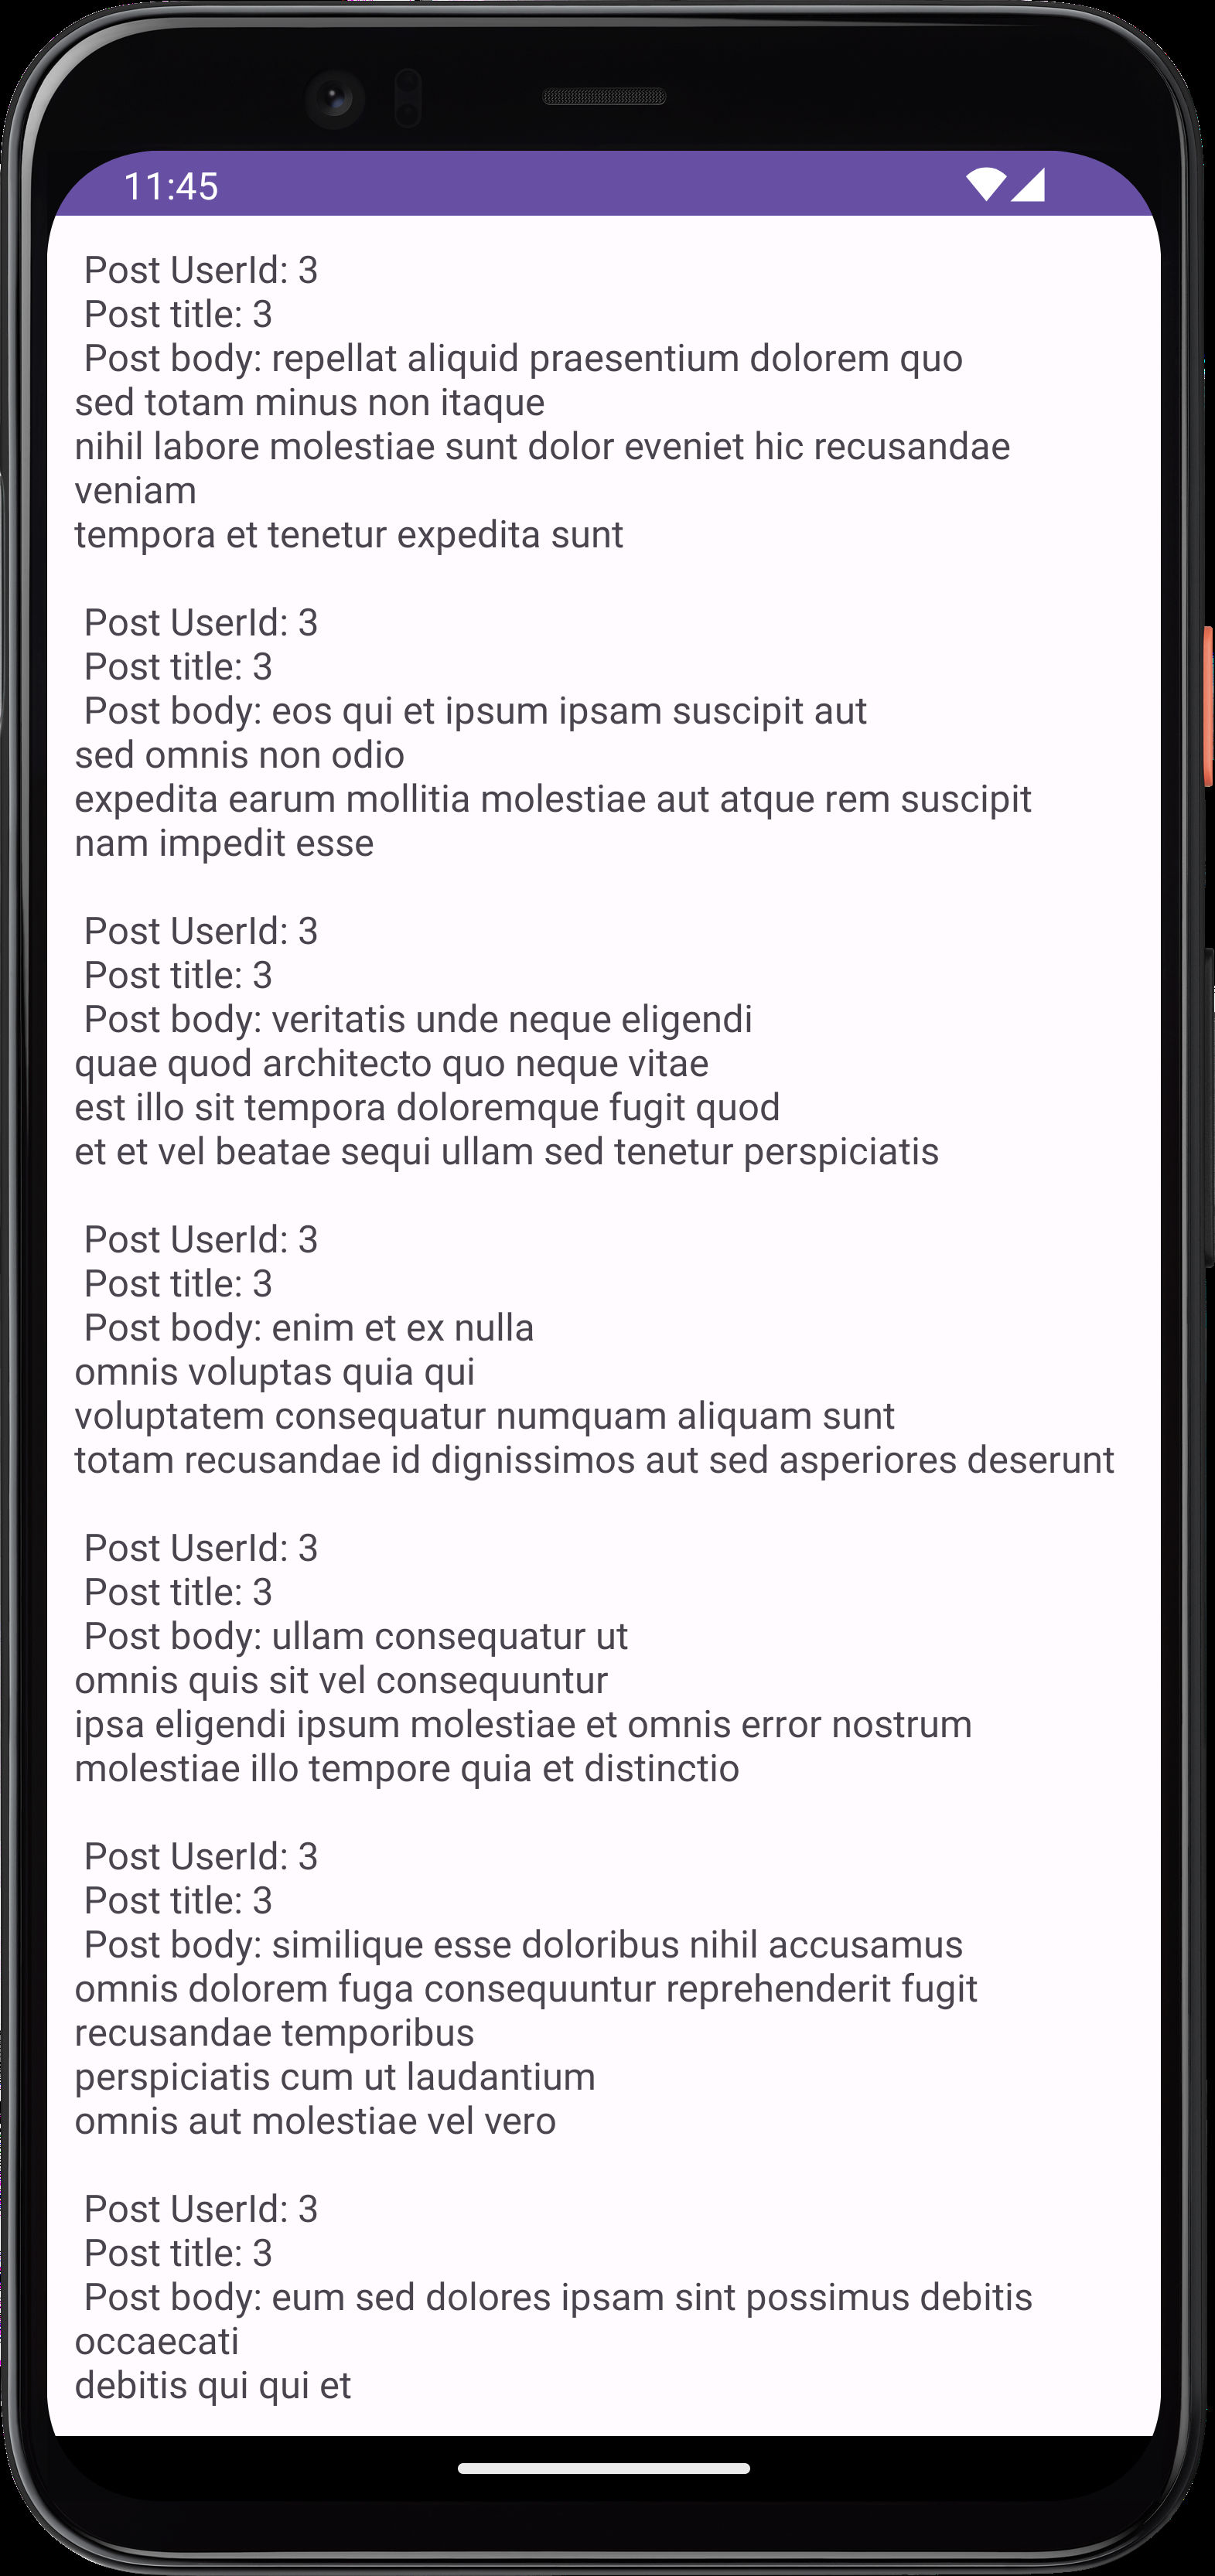 11:45
Post UserId: 3
Post title: 3
Post body: repellat aliquid praesentium dolorem quo
sed totam minus non itaque
nihil labore molestiae sunt dolor eveniet hic recusandae
veniam
tempora et tenetur expedita sunt
Post UserId: 3
Post title: 3
Post body: eos qui et ipsum ipsam suscipit aut
sed omnis non odio
expedita earum mollitia molestiae aut atque rem suscipit
nam impedit esse
Post UserId: 3
Post title: 3
Post body: veritatis unde neque eligendi
quae quod architecto quo neque vitae
est illo sit tempora doloremque fugit quod
et et vel beatae sequi ullam sed tenetur perspiciatis
Post UserId: 3
Post title: 3
Post body: enim et ex nulla
omnis voluptas quia qui
voluptatem consequatur numquam aliquam sunt
totam recusandae id dignissimos aut sed asperiores deserunt
Post UserId: 3
Post title: 3
Post body: ullam consequatur ut
omnis quis sit vel consequuntur
ipsa eligendi ipsum molestiae et omnis error nostrum
molestiae illo tempore quia et distinctio
Post UserId: 3
Post title: 3
Post body: similique esse doloribus nihil accusamus
omnis dolorem fuga consequuntur reprehenderit fugit
recusandae temporibus
perspiciatis cum ut laudantium
omnis aut molestiae vel vero
Post UserId: 3
Post title: 3
Post body: eum sed dolores ipsam sint possimus debitis
occaecati
debitis qui qui et